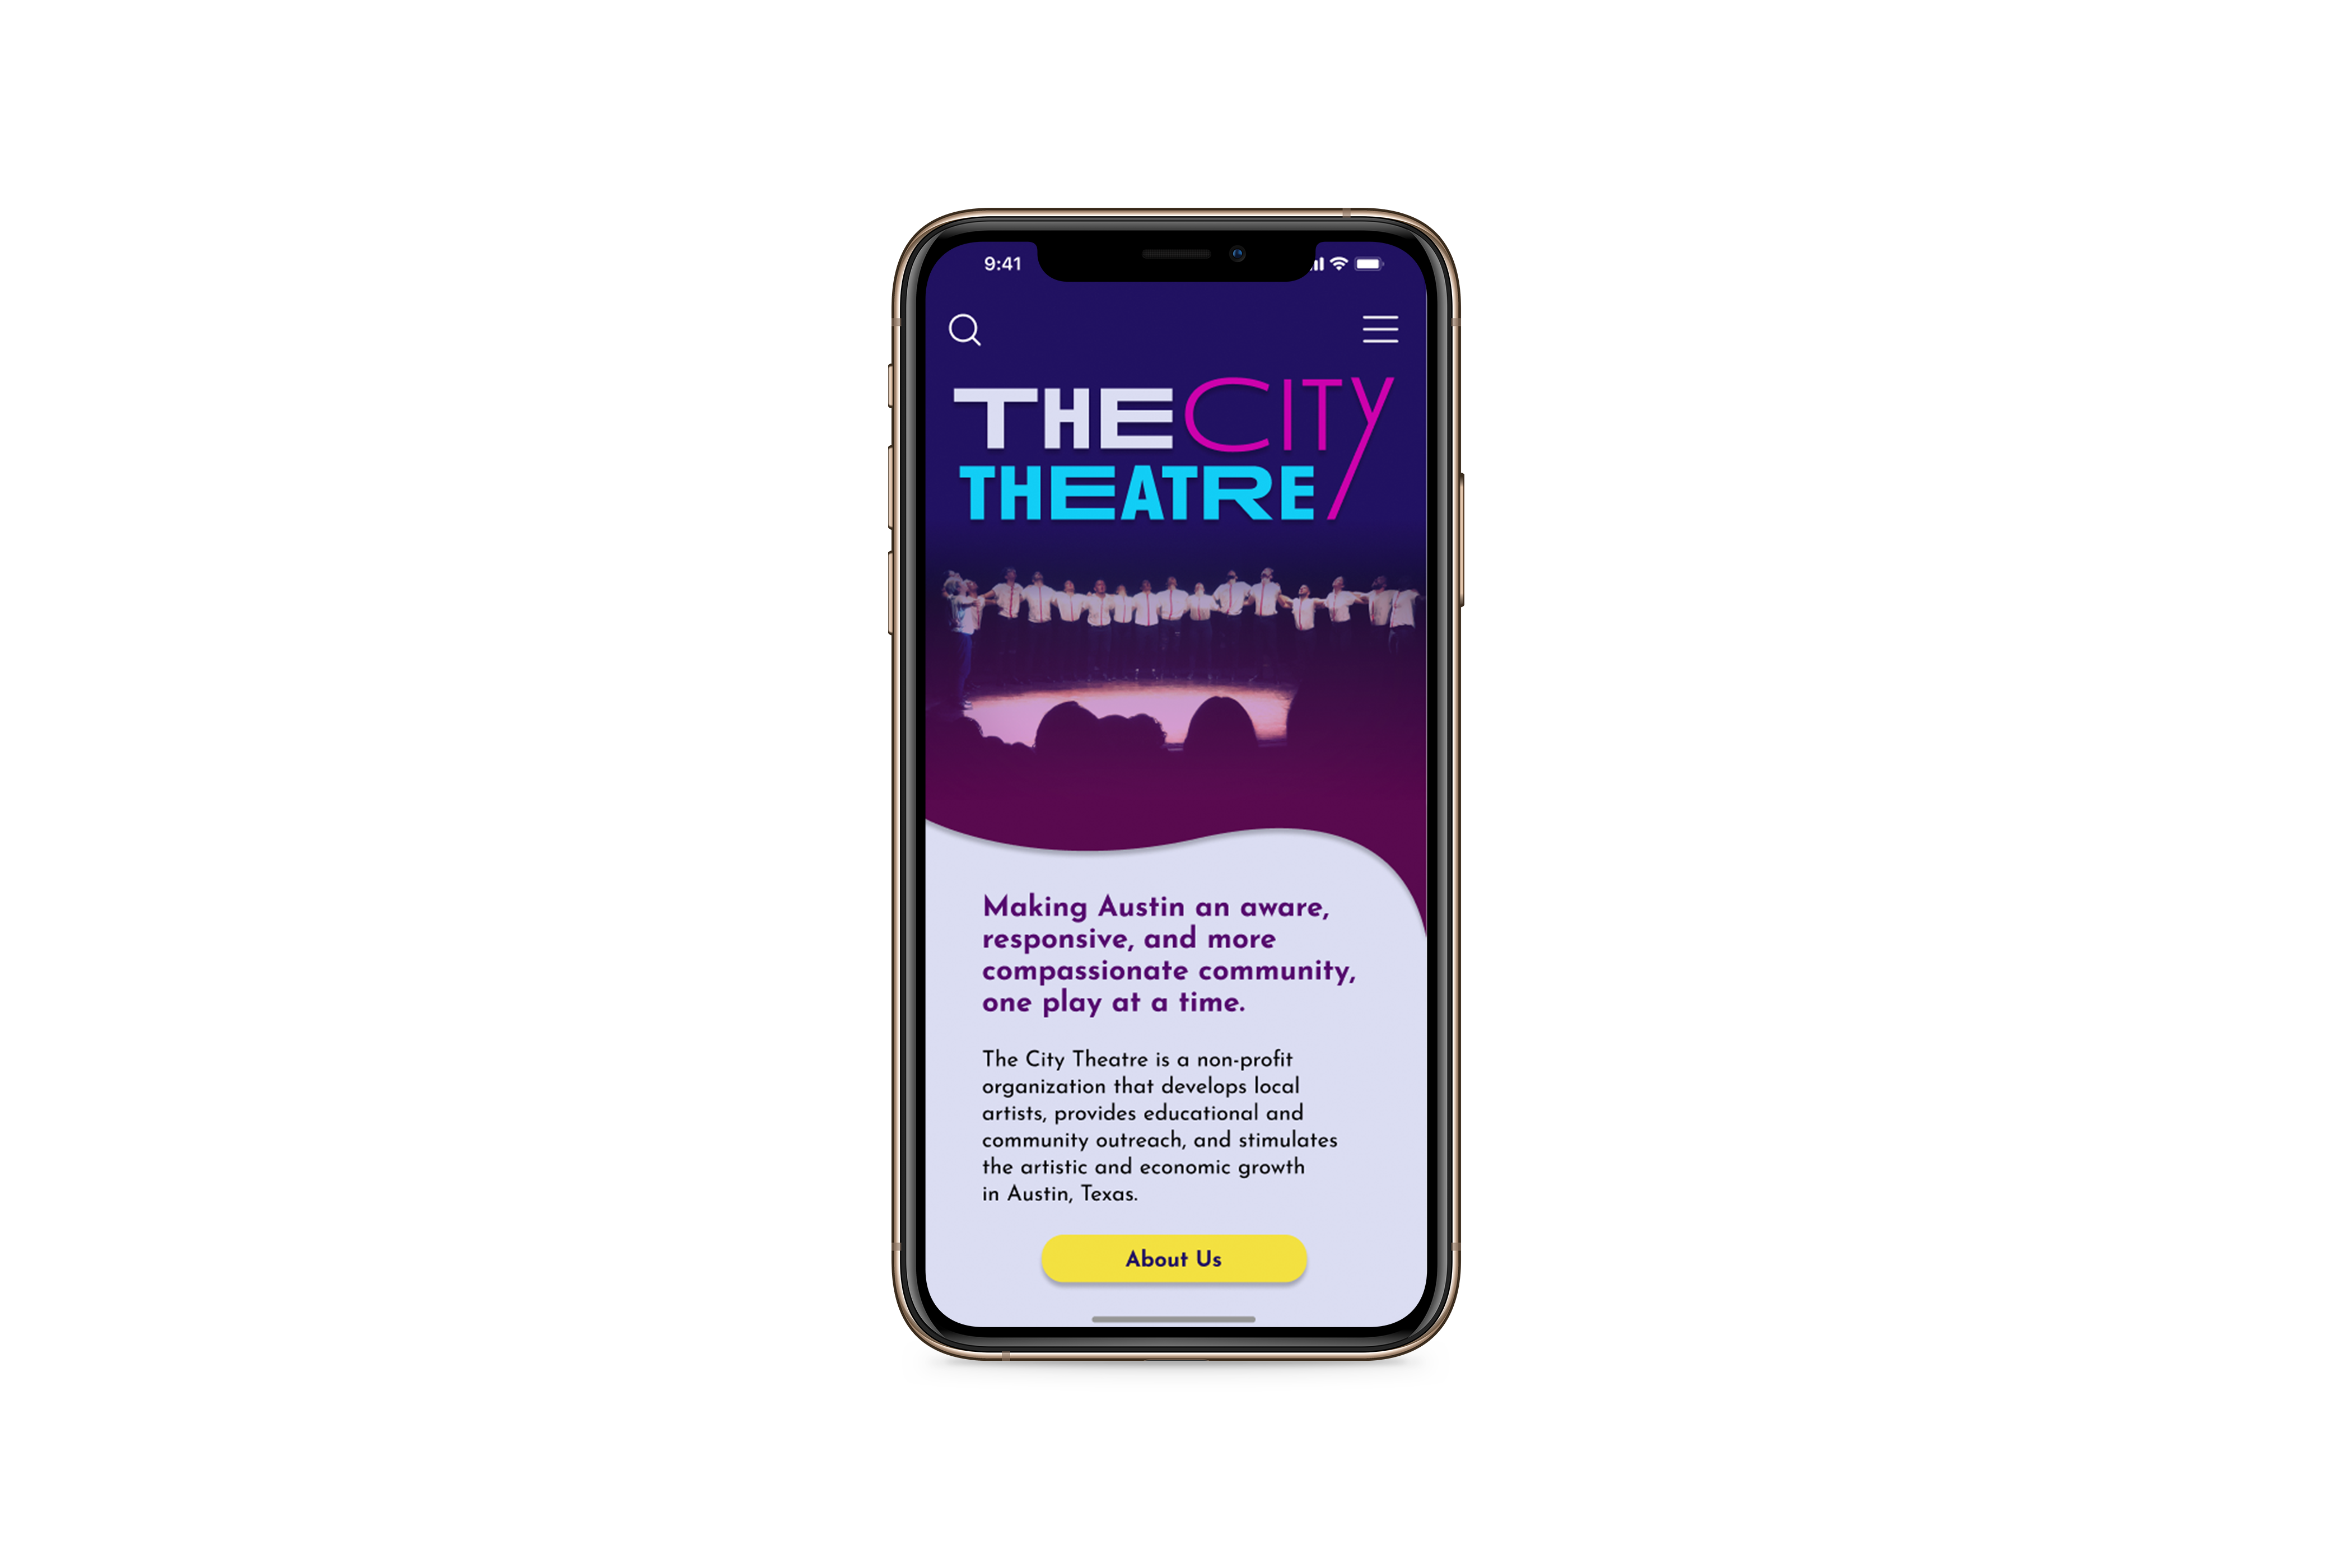 9:41
THE CITY
THEATRE
Making Austin an aware,
responsive, and more
compassionate community,
one play at a time.
The City Theatre is a non-profit
organization that develops local
artists, provides educational and
community outreach, and stimulates
the artistic and economic growth
in Austin, Texas.
About Us